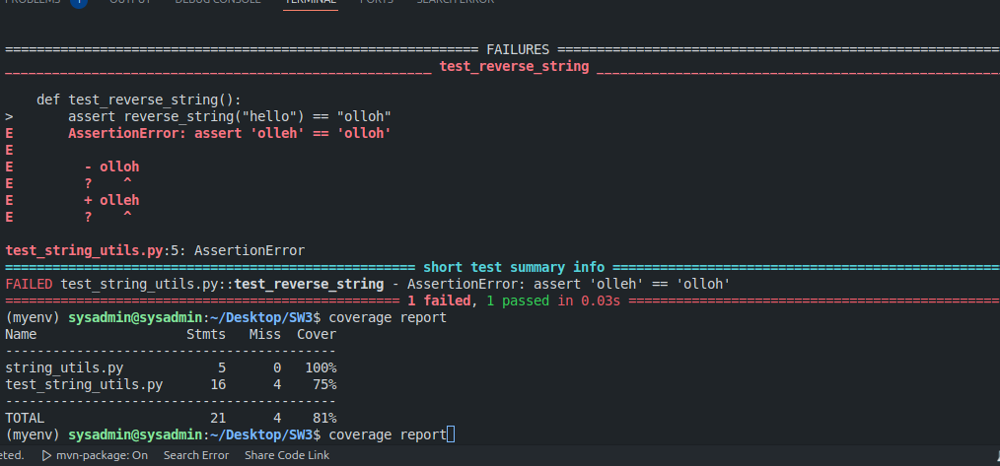 PROBLEMS OUTPUT DEBUG CONSOLE TERMINAL PORTS SEARCH ERROR
============================================================ FAILURES ========================================================
______________________________________________________ test_reverse_string ___________________________________________________
    def test_reverse_string():
>       assert reverse_string("hello") == "olloh"
E       AssertionError: assert 'olleh' == 'olloh'
E
E         - olloh
E         ?    ^
E         + olleh
E         ?    ^
test_string_utils.py:5: AssertionError
==================================================== short test summary info =================================================
FAILED test_string_utils.py::test_reverse_string - AssertionError: assert 'olleh' == 'olloh'
================================================== 1 failed, 1 passed in 0.03s ===============================================
(myenv) sysadmin@sysadmin:~/Desktop/SW3$ coverage report
Name                   Stmts   Miss  Cover
------------------------------------------
string_utils.py            5      0   100%
test_string_utils.py      16      4    75%
------------------------------------------
TOTAL                     21      4    81%
(myenv) sysadmin@sysadmin:~/Desktop/SW3$ coverage report
eted. mvn-package: On Search Error Share Code Link